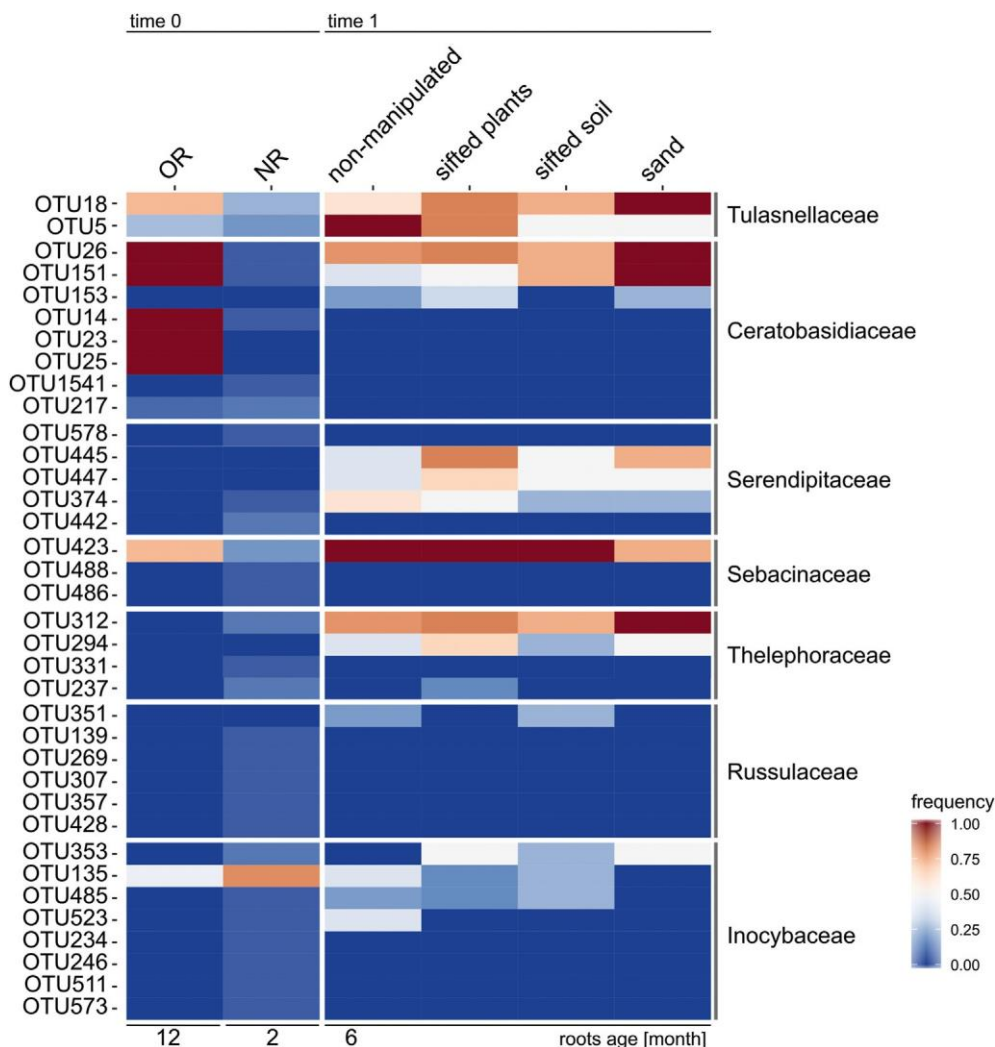 time 0
time 1
OR
NR
non-manipulated
sifted plants
sifted soil
sand
OTU18
OTU5
Tulasnellaceae
OTU26
OTU151
OTU153
OTU14
OTU23
OTU25
OTU1541
OTU217
Ceratobasidiaceae
OTU578
OTU445
OTU447
OTU374
OTU442
Serendipitaceae
OTU423
OTU488
OTU486
Sebacinaceae
OTU312
OTU294
OTU331
OTU237
Thelephoraceae
OTU351
OTU139
OTU269
OTU307
OTU357
OTU428
Russulaceae
OTU353
OTU135
OTU485
OTU523
OTU234
OTU246
OTU511
OTU573
Inocybaceae
frequency
1.00
0.75
0.50
0.25
0.00
12
2
6
roots age [month]